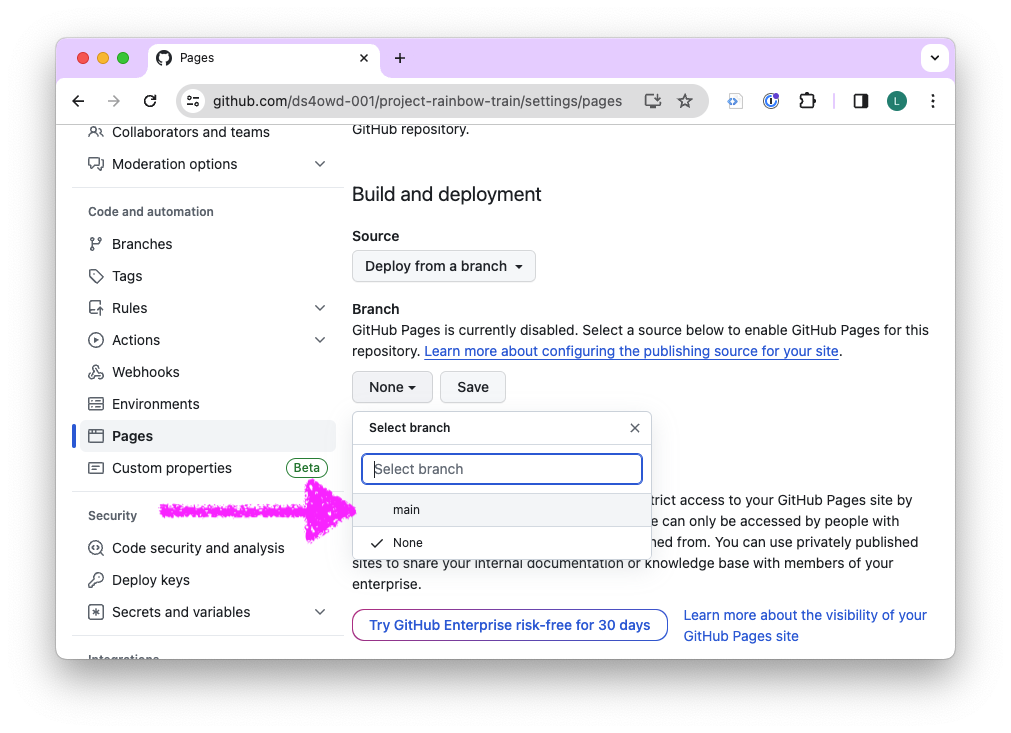 Pages
github.com/ds4owd-001/project-rainbow-train/settings/pages
L
Collaborators and teams
Moderation options
Code and automation
Branches
Tags
Rules
Actions
Webhooks
Environments
Pages
Custom properties Beta
Security
Code security and analysis
Deploy keys
Secrets and variables
Integrations
GitHub repository.
Build and deployment
Source
Deploy from a branch
Branch
GitHub Pages is currently disabled. Select a source below to enable GitHub Pages for this
repository. Learn more about configuring the publishing source for your site.
None Save
Select branch
Select branch
main
None
trict access to your GitHub Pages site by
e can only be accessed by people with
ned from. You can use privately published
sites to share your internal documentation or knowledge base with members of your
enterprise.
Try GitHub Enterprise risk-free for 30 days
Learn more about the visibility of your
GitHub Pages site